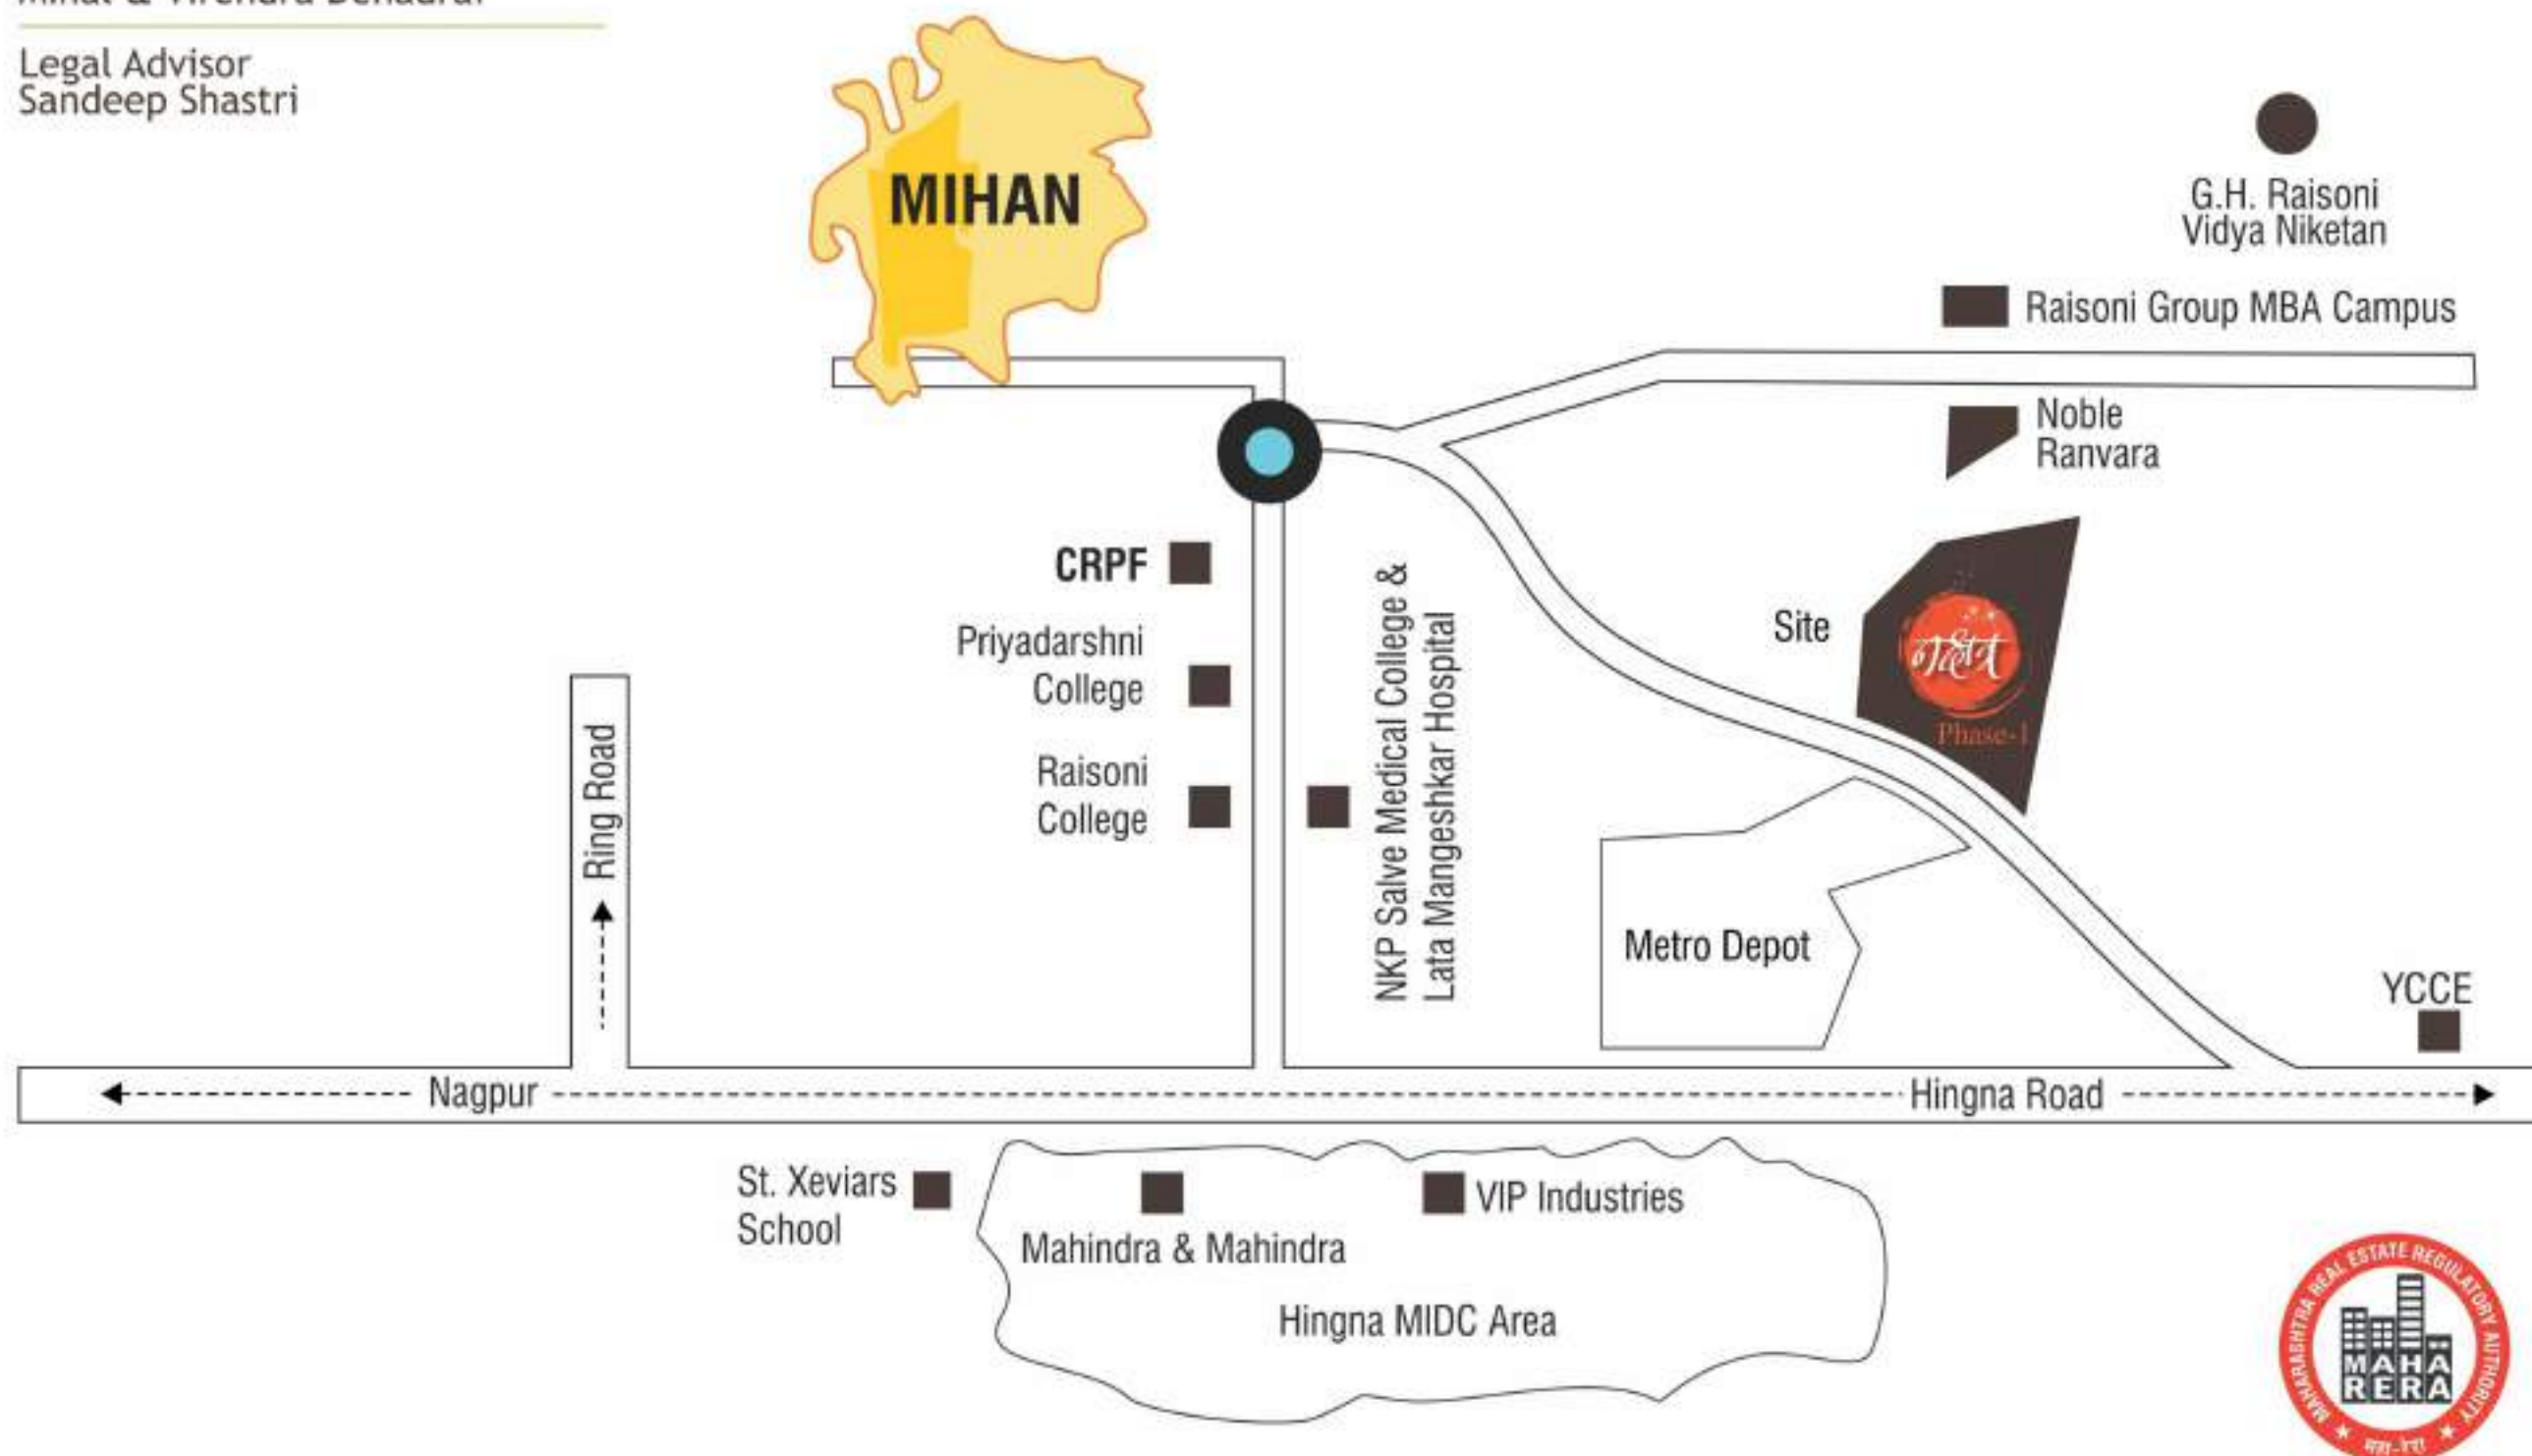 Legal Advisor
Sandeep Shastri
MIHAN
G.H. Raisoni
Vidya Niketan
Raisoni Group MBA Campus
Noble
Ranvara
CRPF
Priyadarshni
College
Raisoni
College
NKP Salve Medical College &
Lata Mangeshkar Hospital
Site
नक्षत्र
Phase-1
Ring Road
Metro Depot
YCCE
Nagpur
Hingna Road
St. Xeviars
School
Mahindra & Mahindra
VIP Industries
Hingna MIDC Area
MAHARASHTRA REAL ESTATE REGULATORY AUTHORITY
MAHA
RERA